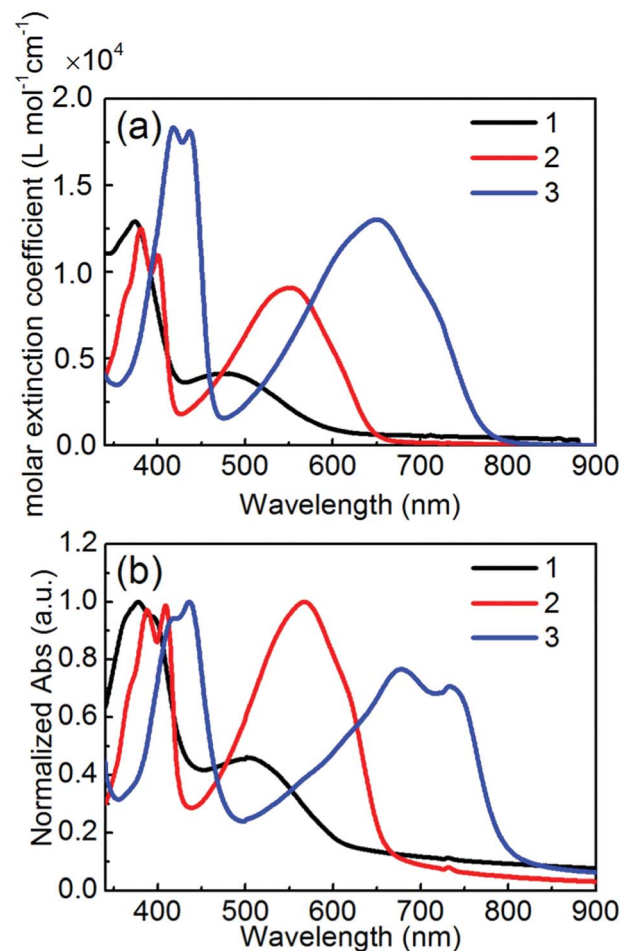 ×10⁴
molar extinction coefficient (L mol⁻¹cm⁻¹)
2.0
1.5
1.0
0.5
0.0
(a)
1
2
3
400 500 600 700 800 900
Wavelength (nm)
Normalized Abs (a.u.)
1.2
1.0
0.8
0.6
0.4
0.2
0.0
(b)
1
2
3
400 500 600 700 800 900
Wavelength (nm)